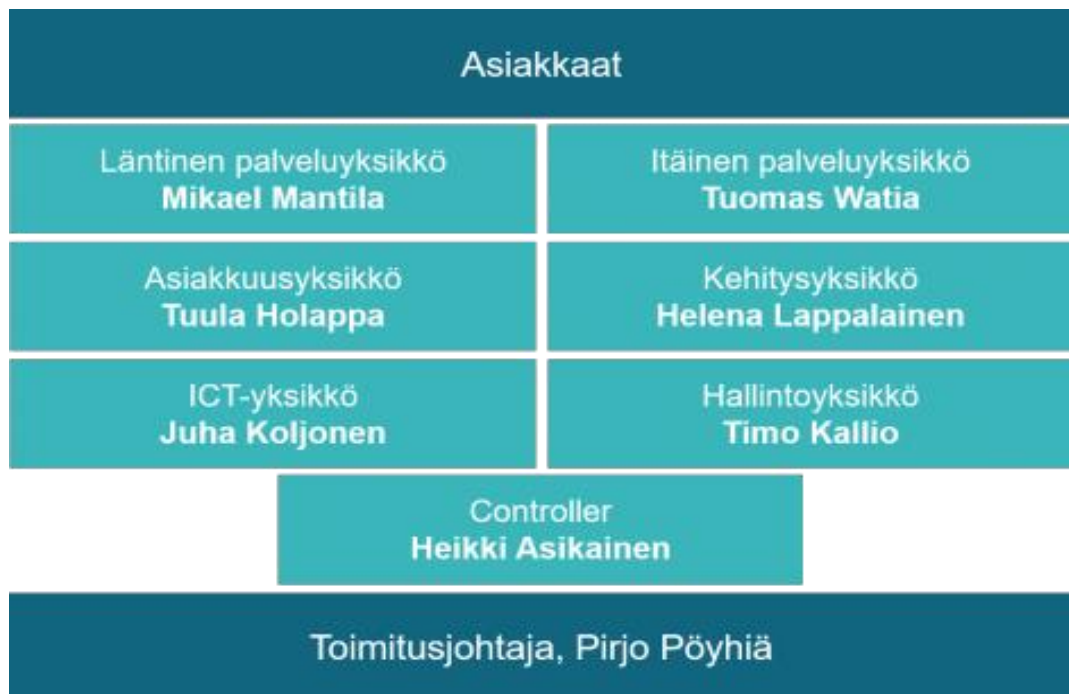 Asiakkaat
Läntinen palveluyksikkö
Mikael Mantila
Itäinen palveluyksikkö
Tuomas Watia
Asiakkuusyksikkö
Tuula Holappa
Kehitysyksikkö
Helena Lappalainen
ICT-yksikkö
Juha Koljonen
Hallintoyksikkö
Timo Kallio
Controller
Heikki Asikainen
Toimitusjohtaja, Pirjo Pöyhiä